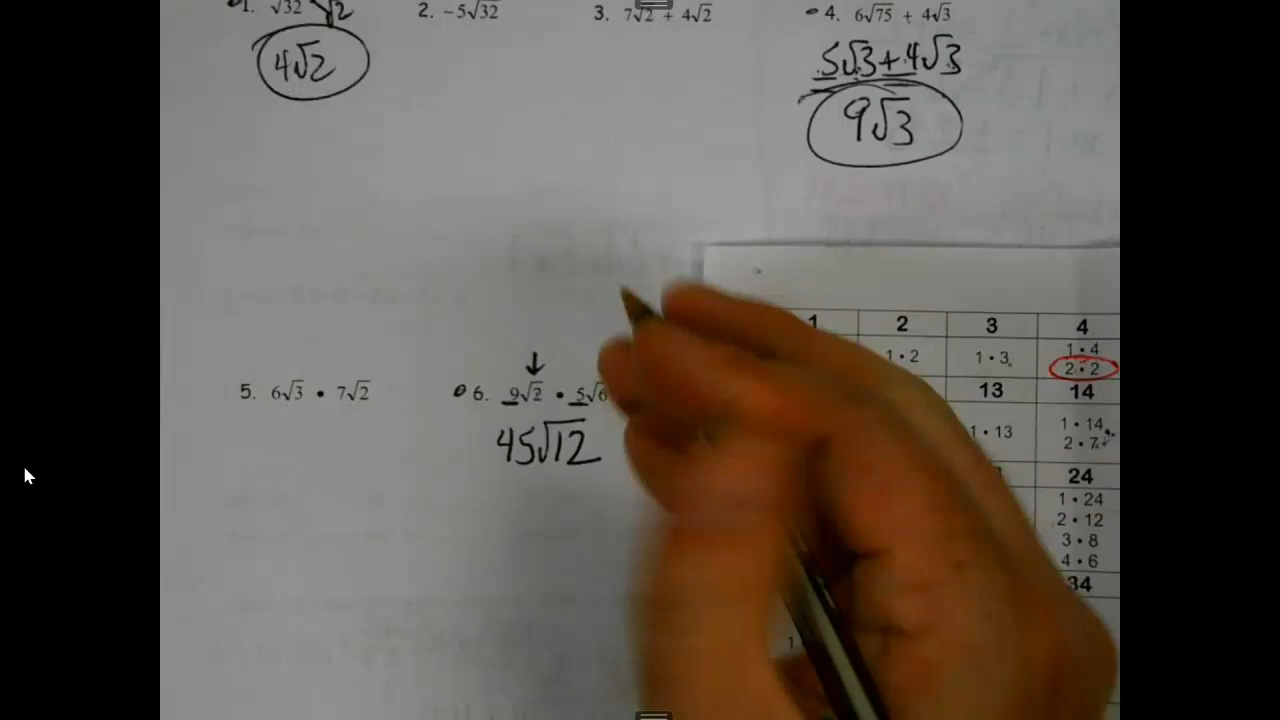 1. √32 √2
2. -5√32
3. 7√2 + 4√2
4. 6√75 + 4√3
4√2
5√3 + 4√3
9√3
5. 6√3 • 7√2
6. 9√2 • 5√6
45√12
1 2 3 4
1 • 2 1 • 3 1 • 4
2 • 2
13 14
1 • 13 1 • 14
2 • 7
24
1 • 24
2 • 12
3 • 8
4 • 6
34